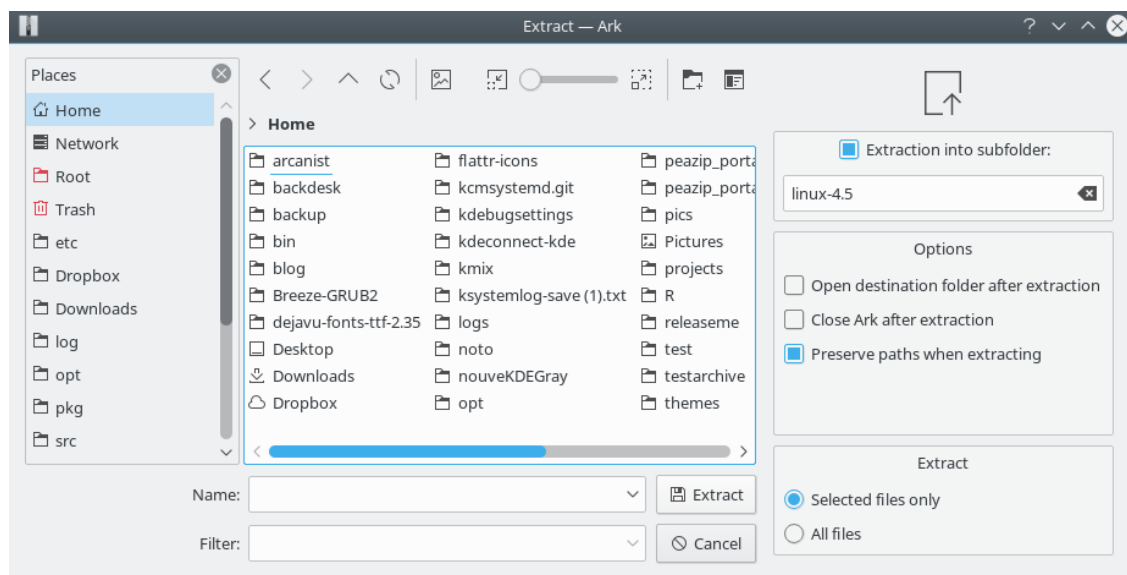 Extract — Ark
Places
Home
Network
Root
Trash
etc
Dropbox
Downloads
log
opt
pkg
src
> Home
arcanist
backdesk
backup
bin
blog
Breeze-GRUB2
dejavu-fonts-ttf-2.35
Desktop
Downloads
Dropbox
flattr-icons
kcmsystemd.git
kdebugsettings
kdeconnect-kde
kmix
ksystemlog-save (1).txt
logs
noto
nouveKDEGray
opt
peazip_porta
peazip_porta
pics
Pictures
projects
R
releaseme
test
testarchive
themes
Name:
Extract
Filter:
Cancel
Extraction into subfolder:
linux-4.5
Options
Open destination folder after extraction
Close Ark after extraction
Preserve paths when extracting
Extract
Selected files only
All files